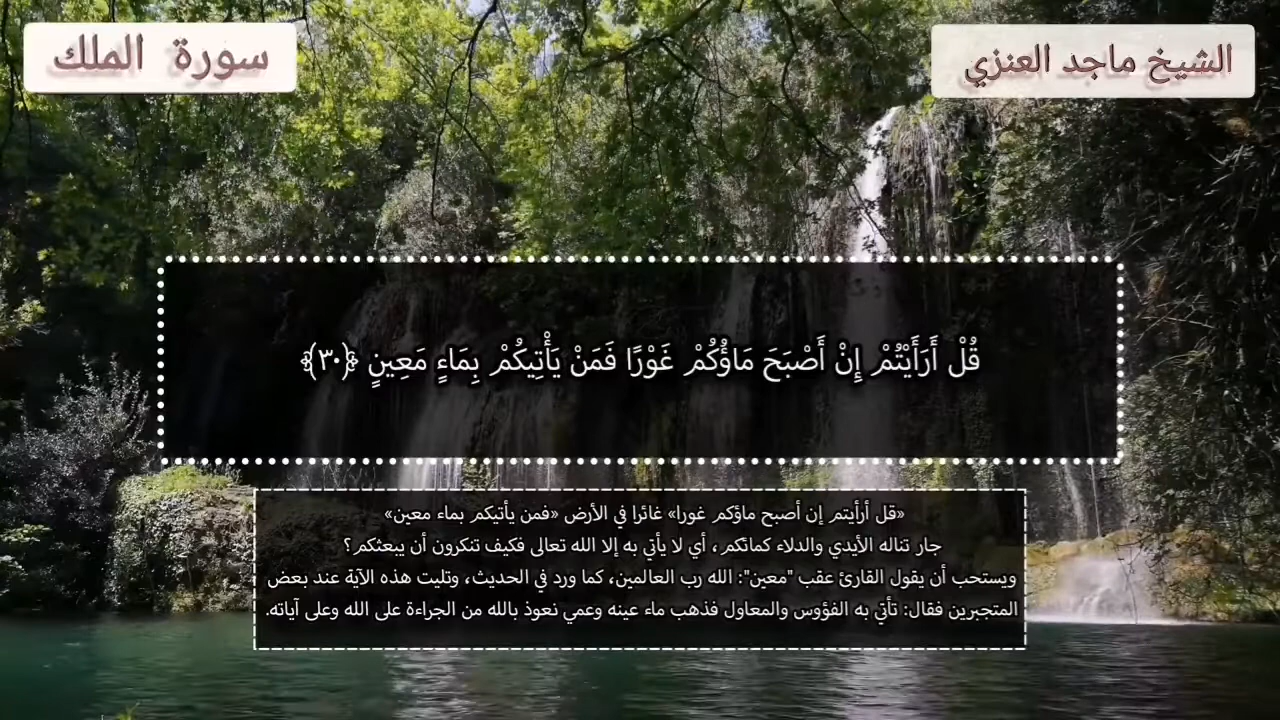 الشيخ ماجد العنزي
سورة الملك
قُلْ أَرَأَيْتُمْ إِنْ أَصْبَحَ مَاؤُكُمْ غَوْرًا فَمَنْ يَأْتِيكُمْ بِمَاءٍ مَعِينٍ ﴿٣٠﴾
«قل أرأيتم إن أصبح ماؤكم غورا» غائرا في الأرض «فمن يأتيكم بماء معين»
جار تناله الأيدي والدلاء كمائكم، أي لا يأتي به إلا الله تعالى فكيف تنكرون أن يبعثكم؟
ويستحب أن يقول القارئ عقب "معين": الله رب العالمين، كما ورد في الحديث، وتليت هذه الآية عند بعض
المتجبرين فقال: تأتي به الفؤوس والمعاول فذهب ماء عينه وعمي نعوذ بالله من الجراءة على الله وعلى آياته.